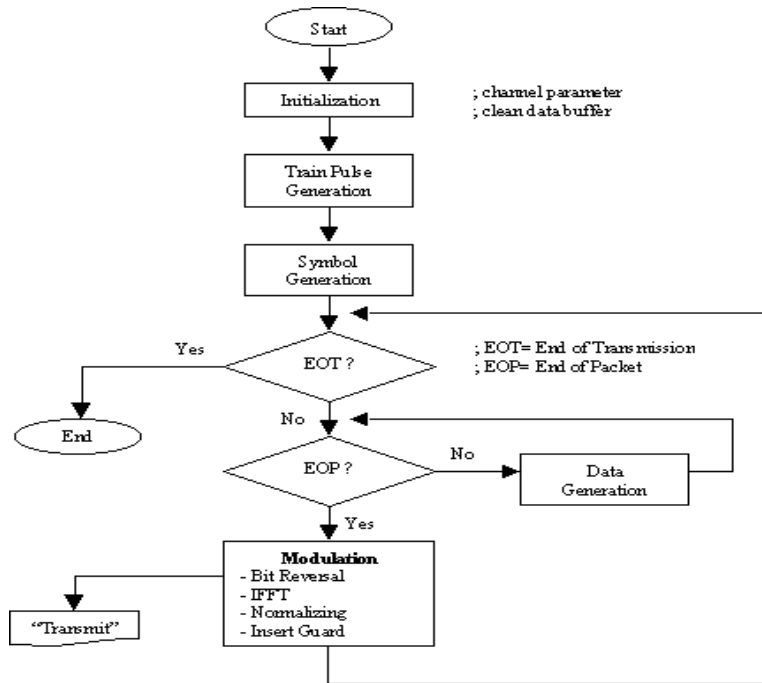 Start
Initialization
; channel parameter
; clean data buffer
Train Pulse
Generation
Symbol
Generation
Yes
EOT ?
; EOT= End of Transmission
; EOP= End of Packet
End
No
EOP ?
No
Data
Generation
Yes
Modulation
- Bit Reversal
- IFFT
- Normalizing
- Insert Guard
“Transmit”